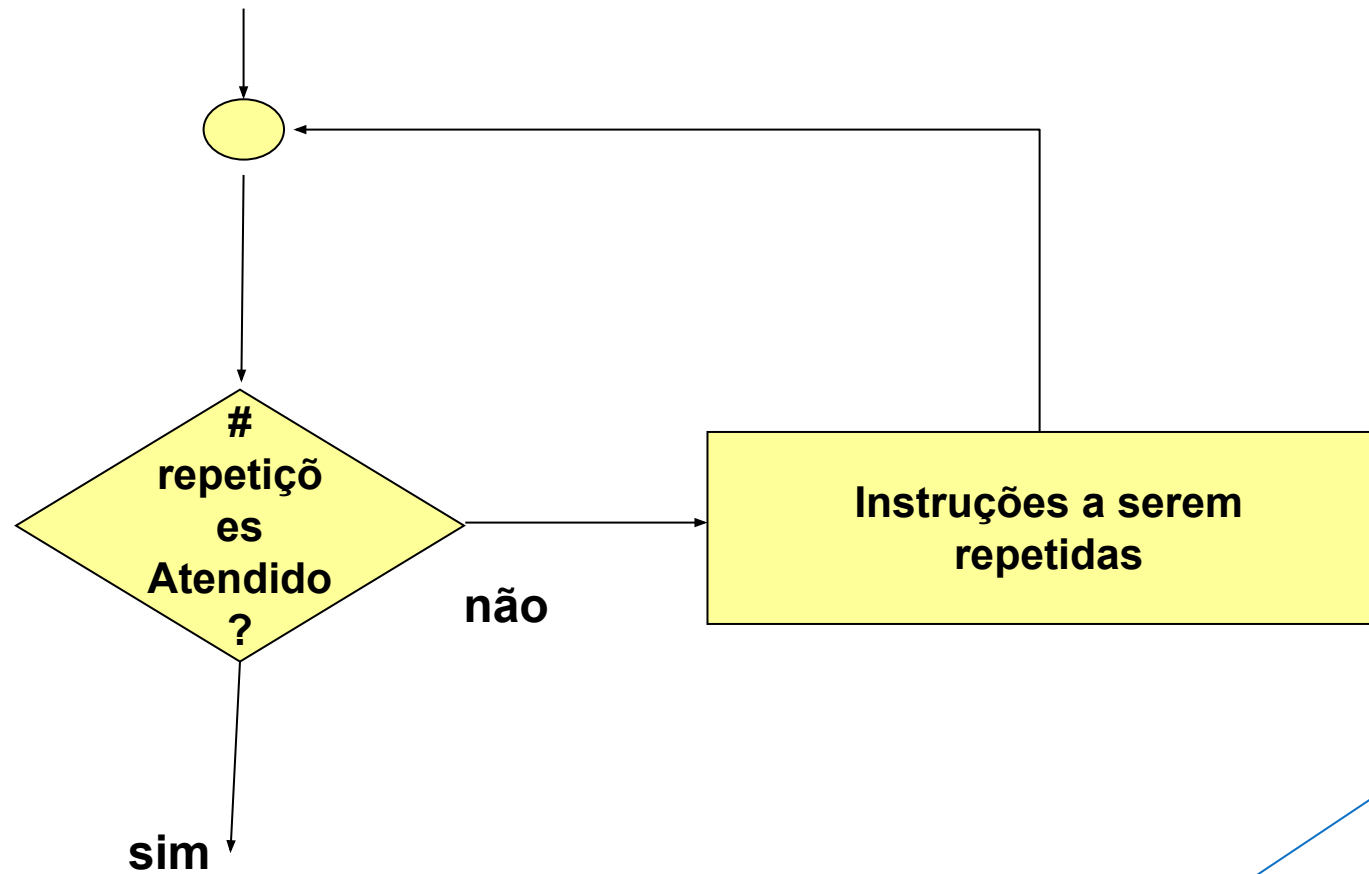 #
repetiçõ
es
Atendido
?
não
Instruções a serem
repetidas
sim